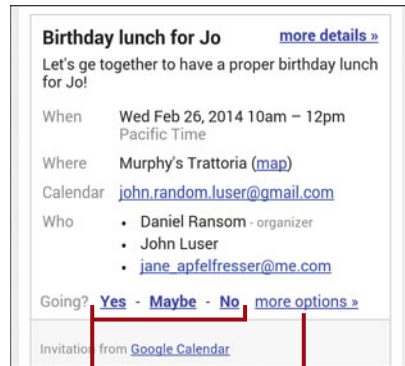 Birthday lunch for Jo more details »
Let's ge together to have a proper birthday lunch
for Jo!
When Wed Feb 26, 2014 10am – 12pm
Pacific Time
Where Murphy's Trattoria (map)
Calendar john.random.luser@gmail.com
Who • Daniel Ransom - organizer
• John Luser
• jane_apfelfresser@me.com
Going? Yes - Maybe - No more options »
Invitation from Google Calendar